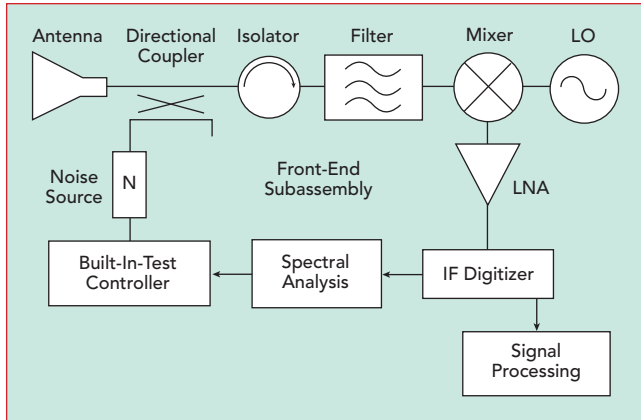 Antenna
Directional
Coupler
Isolator
Filter
Mixer
LO
Noise
Source
N
Front-End
Subassembly
LNA
Built-In-Test
Controller
Spectral
Analysis
IF Digitizer
Signal
Processing